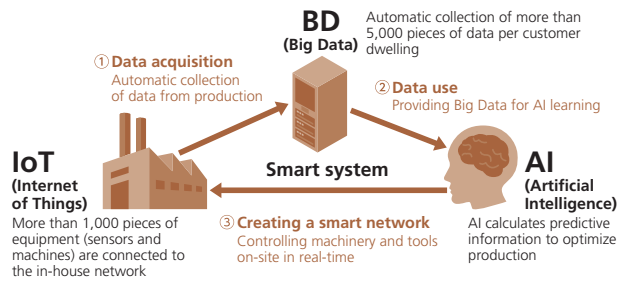 BD
(Big Data)
Automatic collection of more than
5,000 pieces of data per customer
dwelling
① Data acquisition
Automatic collection
of data from production
② Data use
Providing Big Data for AI learning
IoT
(Internet
of Things)
More than 1,000 pieces of
equipment (sensors and
machines) are connected to
the in-house network
Smart system
AI
(Artificial
Intelligence)
AI calculates predictive
information to optimize
production
③ Creating a smart network
Controlling machinery and tools
on-site in real-time